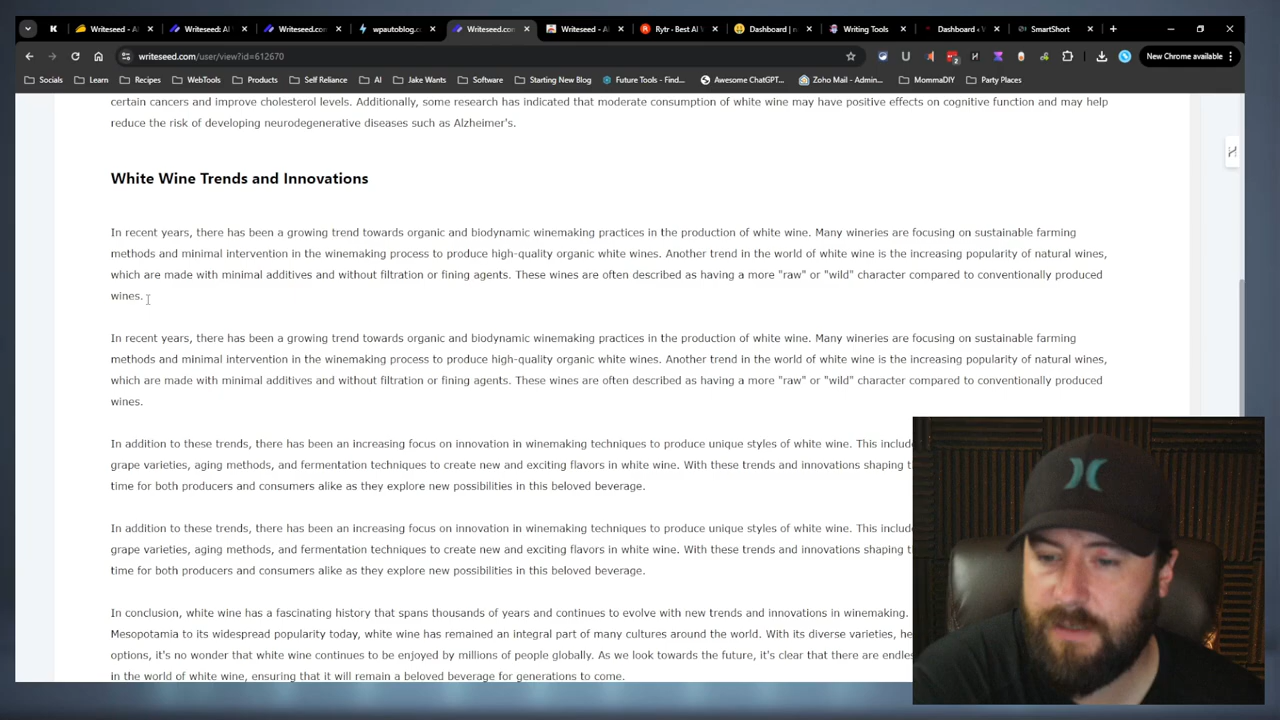 K
Writeseed - AI
Writeseed: AI
Writeseed.com
wpautoblog.c
Writeseed.com
Writeseed - A
Rytr - Best AI
Dashboard | n
Writing Tools
Dashboard
SmartShort
writeseed.com/user/view?id=612670
New Chrome available
Socials
Learn
Recipes
WebTools
Products
Self Reliance
AI
Jake Wants
Software
Starting New Blog
Future Tools - Find...
Awesome ChatGPT...
Zoho Mail - Admin...
MommaDIY
Party Places
certain cancers and improve cholesterol levels. Additionally, some research has indicated that moderate consumption of white wine may have positive effects on cognitive function and may help
reduce the risk of developing neurodegenerative diseases such as Alzheimer's.
White Wine Trends and Innovations
In recent years, there has been a growing trend towards organic and biodynamic winemaking practices in the production of white wine. Many wineries are focusing on sustainable farming
methods and minimal intervention in the winemaking process to produce high-quality organic white wines. Another trend in the world of white wine is the increasing popularity of natural wines,
which are made with minimal additives and without filtration or fining agents. These wines are often described as having a more "raw" or "wild" character compared to conventionally produced
wines.
In recent years, there has been a growing trend towards organic and biodynamic winemaking practices in the production of white wine. Many wineries are focusing on sustainable farming
methods and minimal intervention in the winemaking process to produce high-quality organic white wines. Another trend in the world of white wine is the increasing popularity of natural wines,
which are made with minimal additives and without filtration or fining agents. These wines are often described as having a more "raw" or "wild" character compared to conventionally produced
wines.
In addition to these trends, there has been an increasing focus on innovation in winemaking techniques to produce unique styles of white wine. This includ
grape varieties, aging methods, and fermentation techniques to create new and exciting flavors in white wine. With these trends and innovations shaping t
time for both producers and consumers alike as they explore new possibilities in this beloved beverage.
In addition to these trends, there has been an increasing focus on innovation in winemaking techniques to produce unique styles of white wine. This includ
grape varieties, aging methods, and fermentation techniques to create new and exciting flavors in white wine. With these trends and innovations shaping t
time for both producers and consumers alike as they explore new possibilities in this beloved beverage.
In conclusion, white wine has a fascinating history that spans thousands of years and continues to evolve with new trends and innovations in winemaking.
Mesopotamia to its widespread popularity today, white wine has remained an integral part of many cultures around the world. With its diverse varieties, he
options, it's no wonder that white wine continues to be enjoyed by millions of people globally. As we look towards the future, it's clear that there are endles
in the world of white wine, ensuring that it will remain a beloved beverage for generations to come.